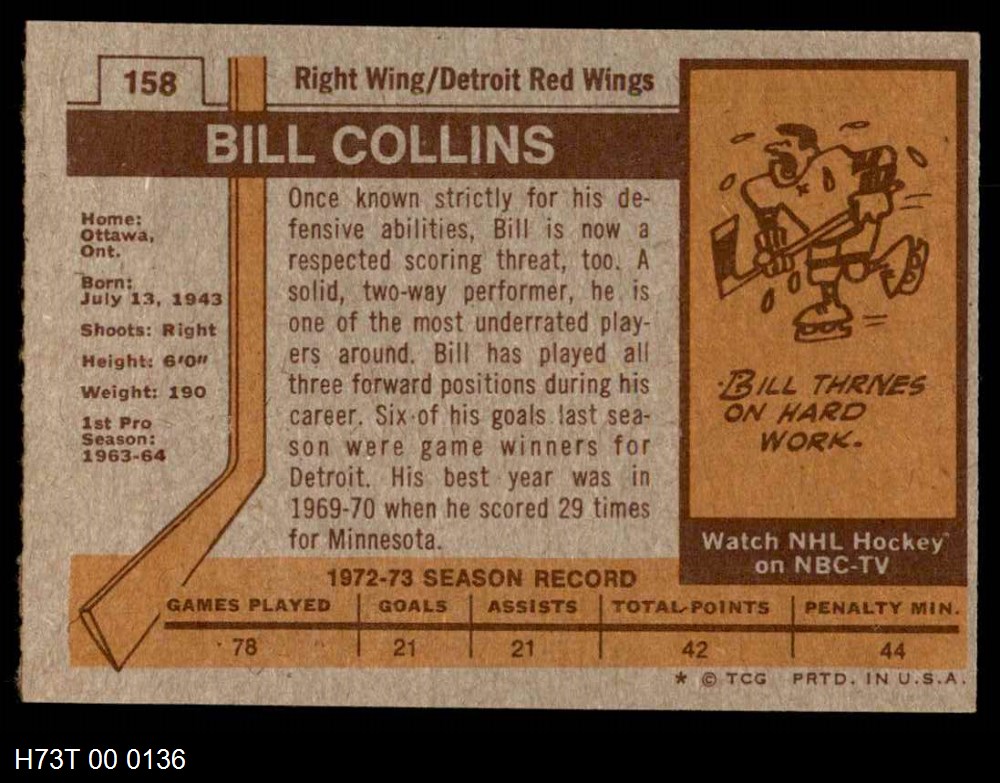 158
Right Wing/Detroit Red Wings
BILL COLLINS
Home:
Ottawa,
Ont.
Born:
July 13, 1943
Shoots: Right
Height: 6'0"
Weight: 190
1st Pro
Season:
1963-64
Once known strictly for his de-
fensive abilities, Bill is now a
respected scoring threat, too. A
solid, two-way performer, he is
one of the most underrated play-
ers around. Bill has played all
three forward positions during his
career. Six of his goals last sea-
son were game winners for
Detroit. His best year was in
1969-70 when he scored 29 times
for Minnesota.
BILL THRIVES
ON HARD
WORK.
Watch NHL Hockey
on NBC-TV
1972-73 SEASON RECORD
GAMES PLAYED GOALS ASSISTS TOTAL POINTS PENALTY MIN.
78 21 21 42 44
* © TCG PRTD. IN U.S.A.
H73T 00 0136